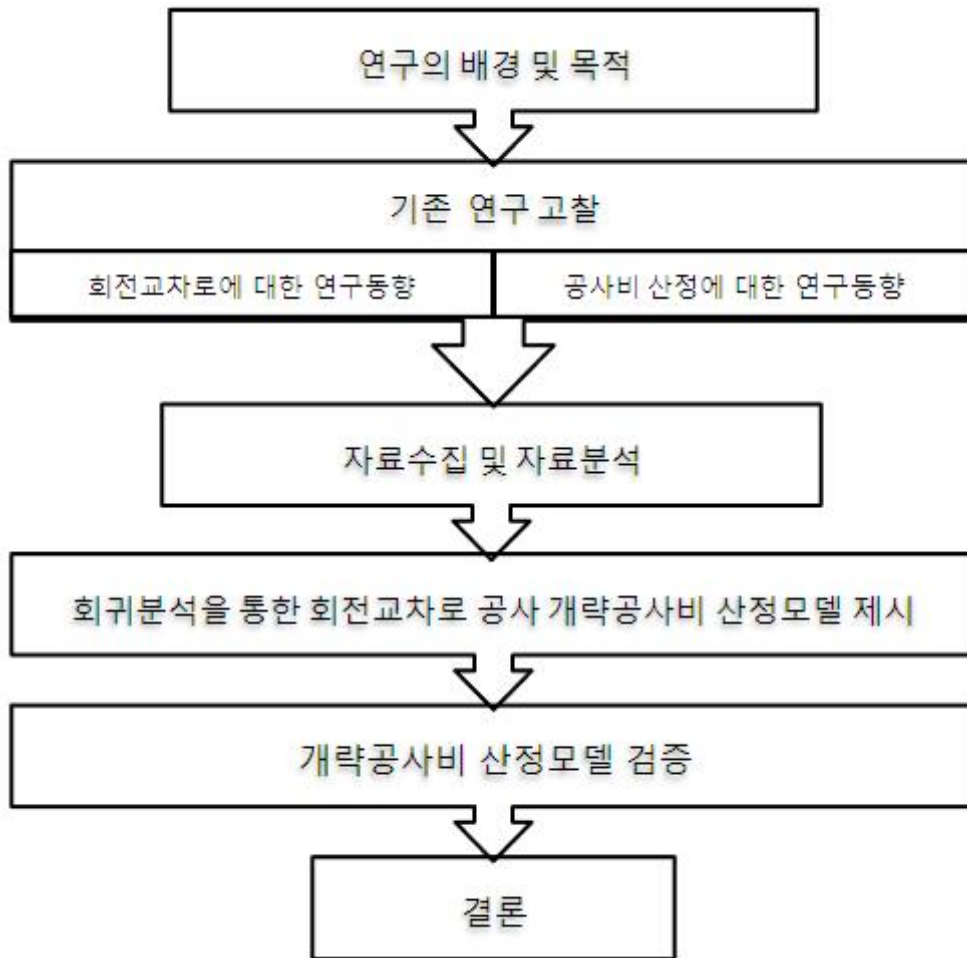 연구의 배경 및 목적
기존 연구 고찰
회전교차로에 대한 연구동향
공사비 산정에 대한 연구동향
자료수집 및 자료분석
회귀분석을 통한 회전교차로 공사 개략공사비 산정모델 제시
개략공사비 산정모델 검증
결론